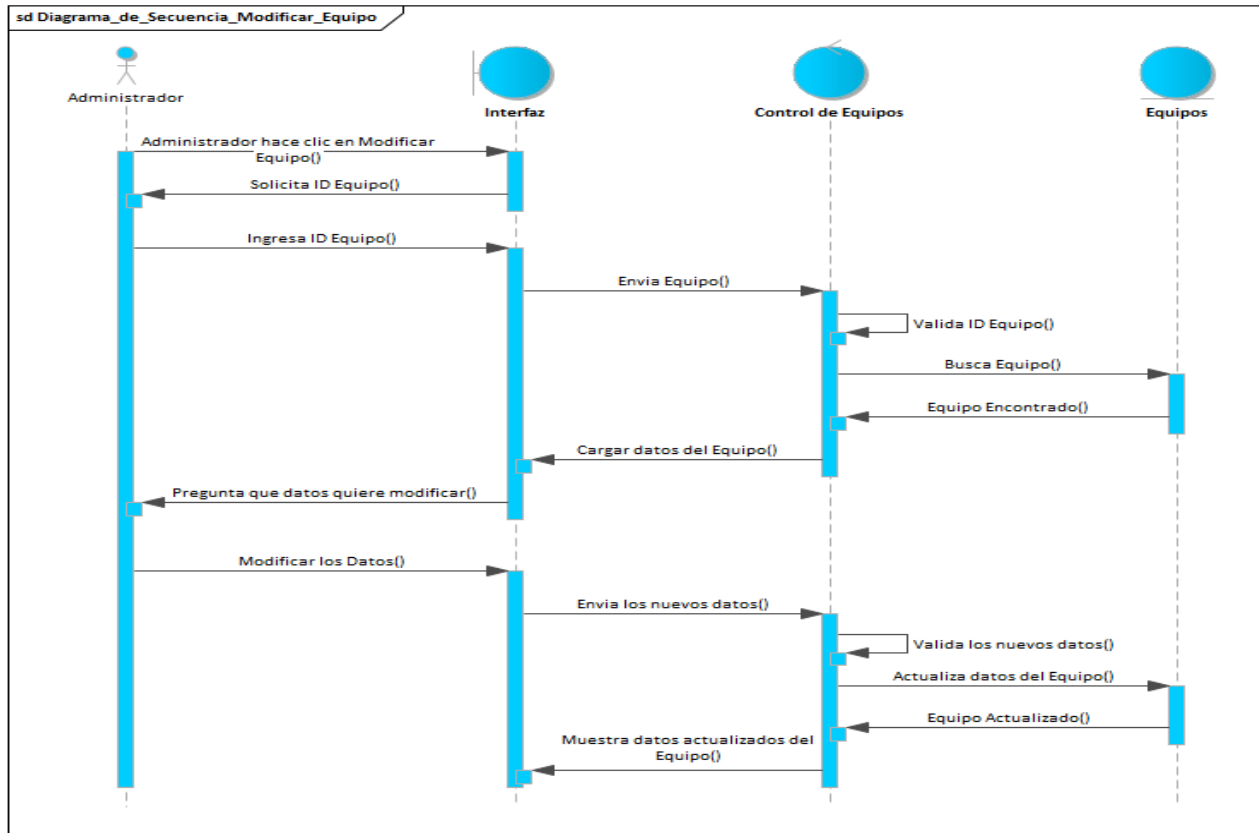 sd Diagrama_de_Secuencia_Modificar_Equipo
Administrador
Interfaz
Control de Equipos
Equipos
Administrador hace clic en Modificar
Equipo()
Solicita ID Equipo()
Ingresa ID Equipo()
Envia Equipo()
Valida ID Equipo()
Busca Equipo()
Equipo Encontrado()
Cargar datos del Equipo()
Pregunta que datos quiere modificar()
Modificar los Datos()
Envia los nuevos datos()
Valida los nuevos datos()
Actualiza datos del Equipo()
Equipo Actualizado()
Muestra datos actualizados del
Equipo()